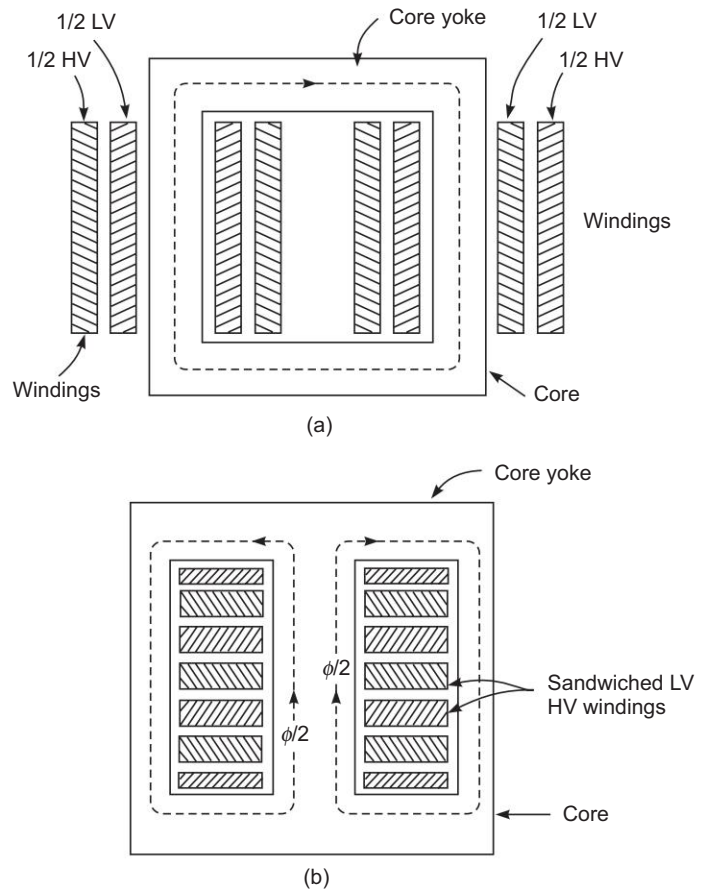 1/2 LV
Core yoke
1/2 LV
1/2 HV
1/2 HV
Windings
Windings
Core
(a)
Core yoke
ϕ/2
Sandwiched LV
HV windings
ϕ/2
Core
(b)